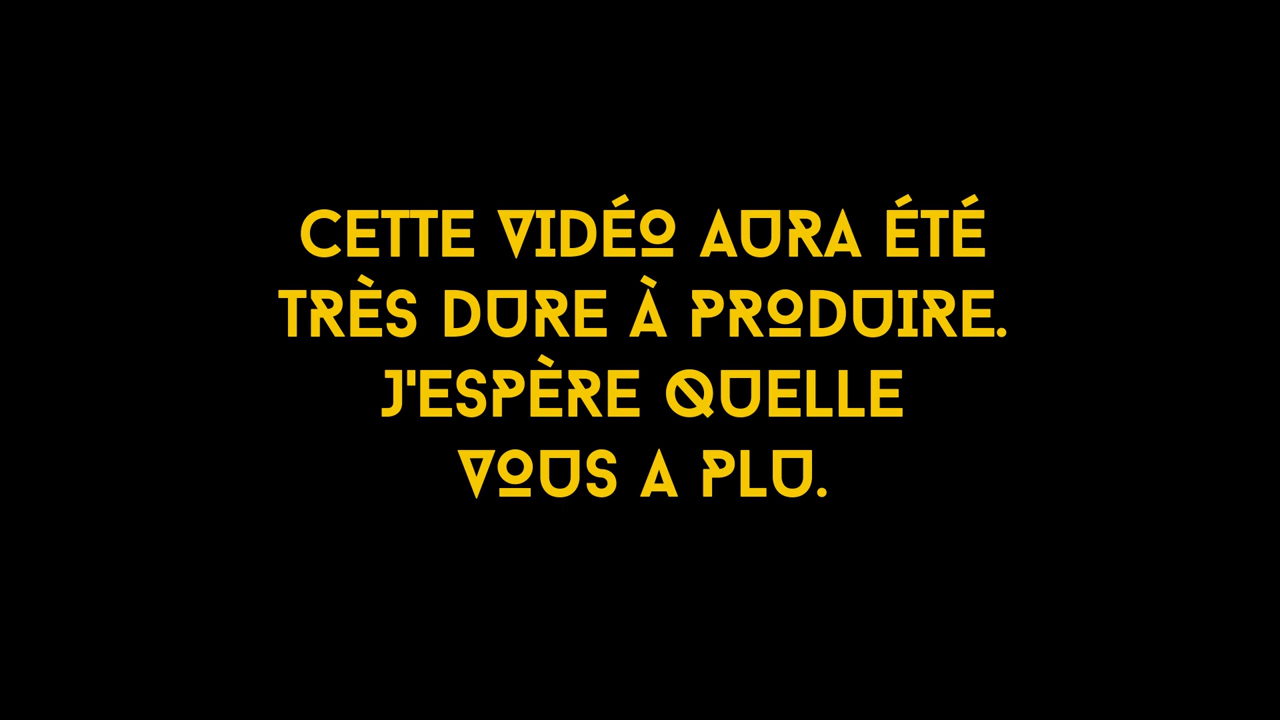 CETTE VIDÉO AURA ÉTÉ
TRÈS DURE À PRODUIRE.
J'ESPÈRE QUELLE
VOUS A PLU.